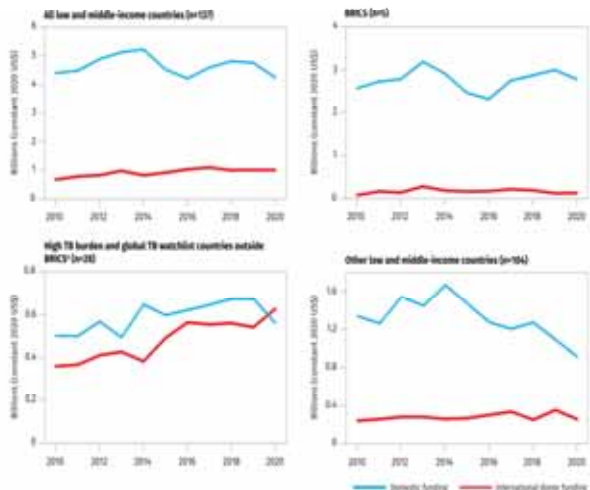 All low and middle-income countries (n=137)
Billions (constant 2020 US$)
6
5
4
3
2
1
0
2010 2012 2014 2016 2018 2020
BRICS (n=5)
Billions (constant 2020 US$)
4
3
2
1
0
2010 2012 2014 2016 2018 2020
High TB burden and global TB watchlist countries outside
BRICS (n=28)
Billions (constant 2020 US$)
0.8
0.6
0.4
0.2
0
2010 2012 2014 2016 2018 2020
Other low and middle-income countries (n=104)
Billions (constant 2020 US$)
1.6
1.2
0.8
0.4
0
2010 2012 2014 2016 2018 2020
Domestic funding
International donor funding